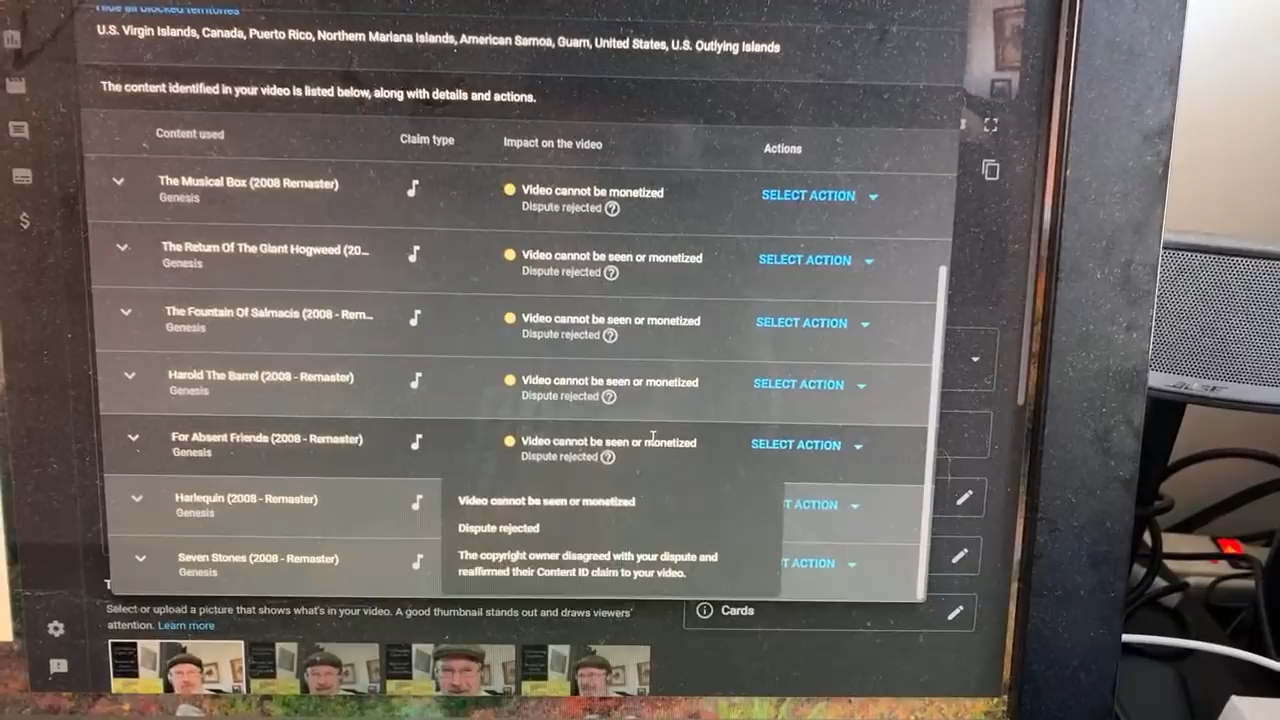 Hide all blocked territories
U.S. Virgin Islands, Canada, Puerto Rico, Northern Mariana Islands, American Samoa, Guam, United States, U.S. Outlying Islands
The content identified in your video is listed below, along with details and actions.
Content used
Claim type
Impact on the video
Actions
The Musical Box (2008 Remaster)
Genesis
Video cannot be monetized
Dispute rejected
SELECT ACTION
The Return Of The Giant Hogweed (20...
Genesis
Video cannot be seen or monetized
Dispute rejected
SELECT ACTION
The Fountain Of Salmacis (2008 - Rem...
Genesis
Video cannot be seen or monetized
Dispute rejected
SELECT ACTION
Harold The Barrel (2008 - Remaster)
Genesis
Video cannot be seen or monetized
Dispute rejected
SELECT ACTION
For Absent Friends (2008 - Remaster)
Genesis
Video cannot be seen or monetized
Dispute rejected
SELECT ACTION
Harlequin (2008 - Remaster)
Genesis
T ACTION
Seven Stones (2008 - Remaster)
Genesis
T ACTION
Video cannot be seen or monetized
Dispute rejected
The copyright owner disagreed with your dispute and
reaffirmed their Content ID claim to your video.
Select or upload a picture that shows what's in your video. A good thumbnail stands out and draws viewers'
attention. Learn more
Cards
acer